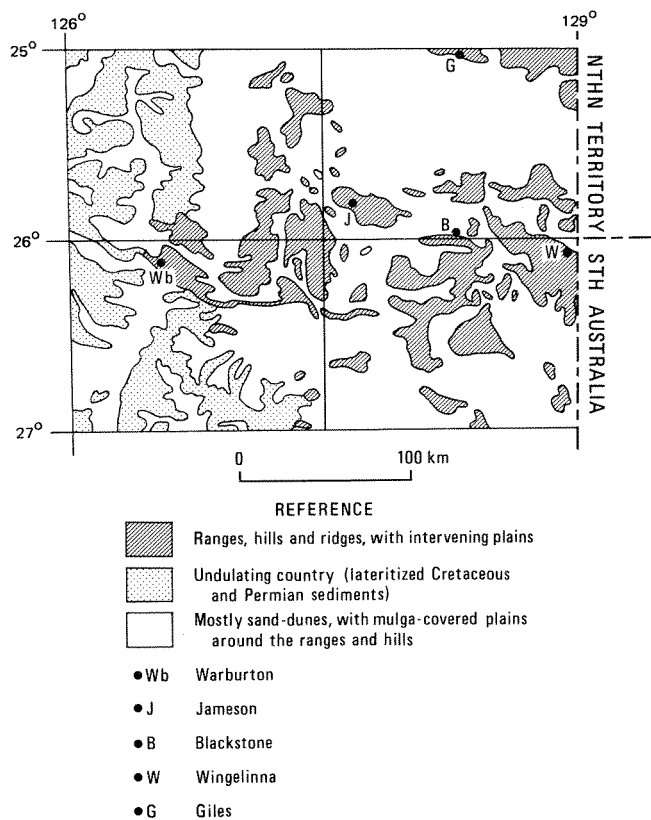 126° 129°
25°
G
NTHN TERRITORY
J
B
26°
W
Wb
STH AUSTRALIA
27°
0 100 km
REFERENCE
Ranges, hills and ridges, with intervening plains
Undulating country (lateritized Cretaceous
and Permian sediments)
Mostly sand-dunes, with mulga-covered plains
around the ranges and hills
• Wb Warburton
• J Jameson
• B Blackstone
• W Wingelinna
• G Giles